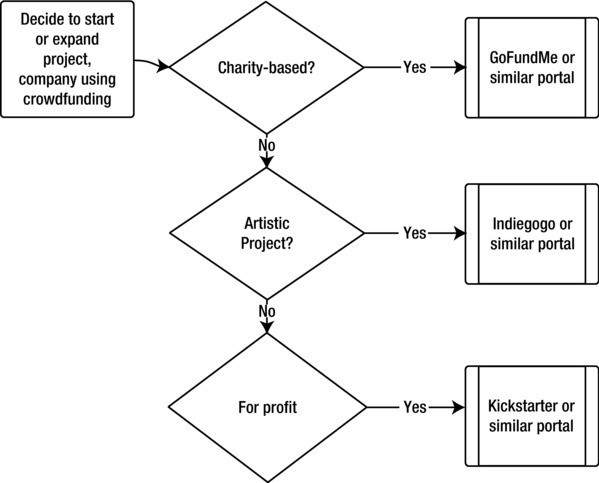 Decide to start
or expand
project,
company using
crowdfunding
Charity-based?
Yes
GoFundMe or
similar portal
No
Artistic
Project?
Yes
Indiegogo or
similar portal
No
For profit
Yes
Kickstarter or
similar portal